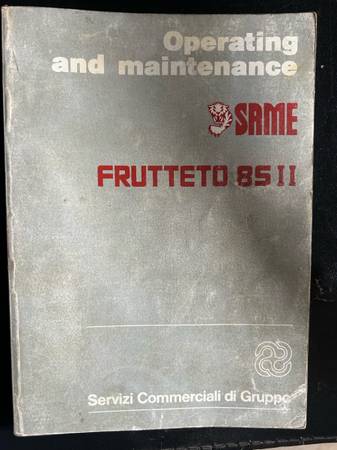 Operating
and maintenance
SAME
FRUTTETO 85 II
Servizi Commerciali di Gruppo